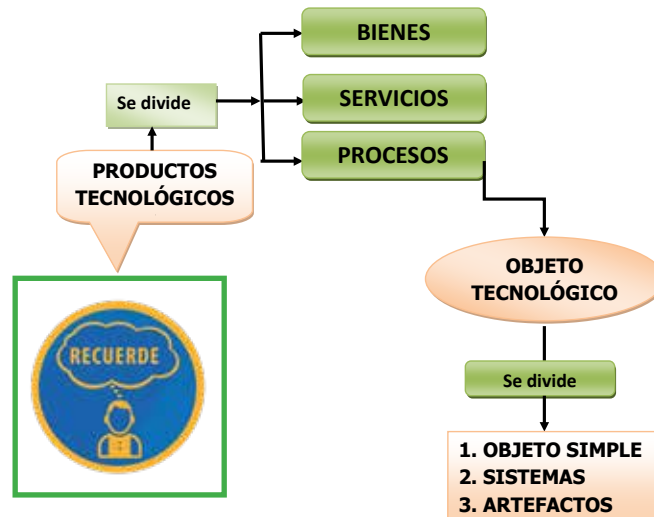 BIENES
Se divide
SERVICIOS
PROCESOS
PRODUCTOS
TECNOLÓGICOS
OBJETO
TECNOLÓGICO
RECUERDE
Se divide
1. OBJETO SIMPLE
2. SISTEMAS
3. ARTEFACTOS